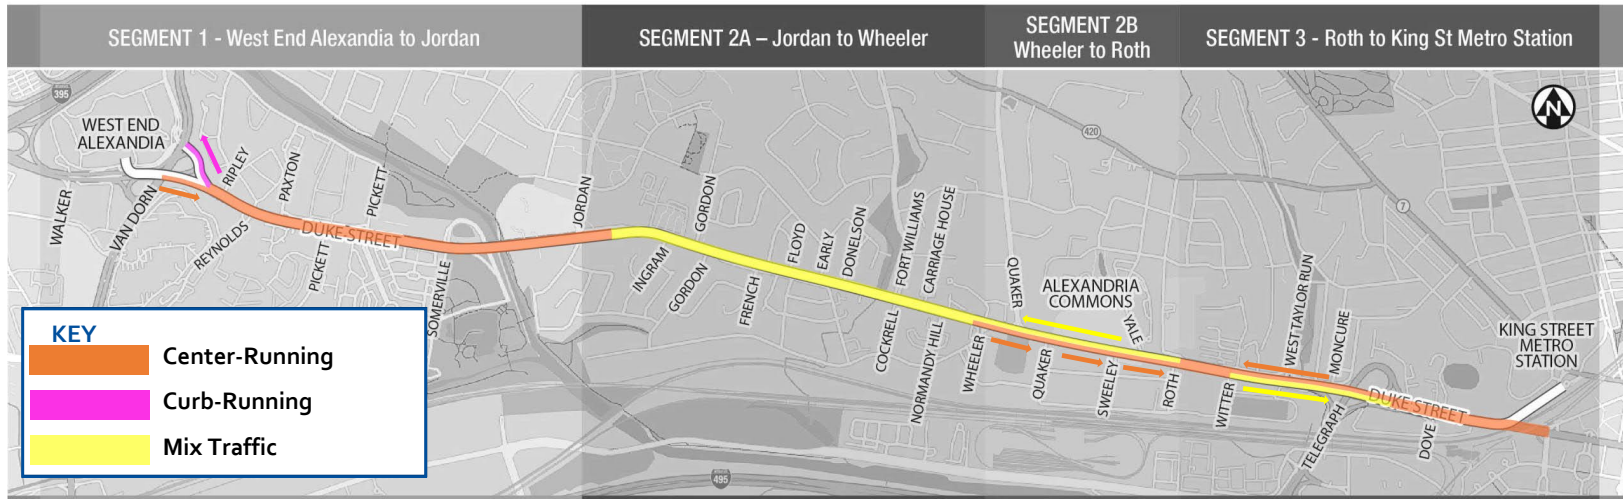 SEGMENT 1 - West End Alexandia to Jordan
SEGMENT 2A – Jordan to Wheeler
SEGMENT 2B
Wheeler to Roth
SEGMENT 3 - Roth to King St Metro Station
395
WEST END
ALEXANDIA
WALKER
VAN DORN
RIPLEY
REYNOLDS
PAXTON
PICKETT
PICKETT
DUKE STREET
SOMERVILLE
JORDAN
INGRAM
GORDON
GORDON
FRENCH
FLOYD
EARLY
DONELSON
COCKRELL
FORT WILLIAMS
CARRIAGE HOUSE
NORMANDY HILL
WHEELER
QUAKER
QUAKER
ALEXANDRIA
COMMONS
YALE
SWEELEY
ROTH
WITTER
WEST TAYLOR RUN
MONCURE
TELEGRAPH
DUKE STREET
DOVE
KING STREET
METRO
STATION
N
420
7
495
KEY
Center-Running
Curb-Running
Mix Traffic